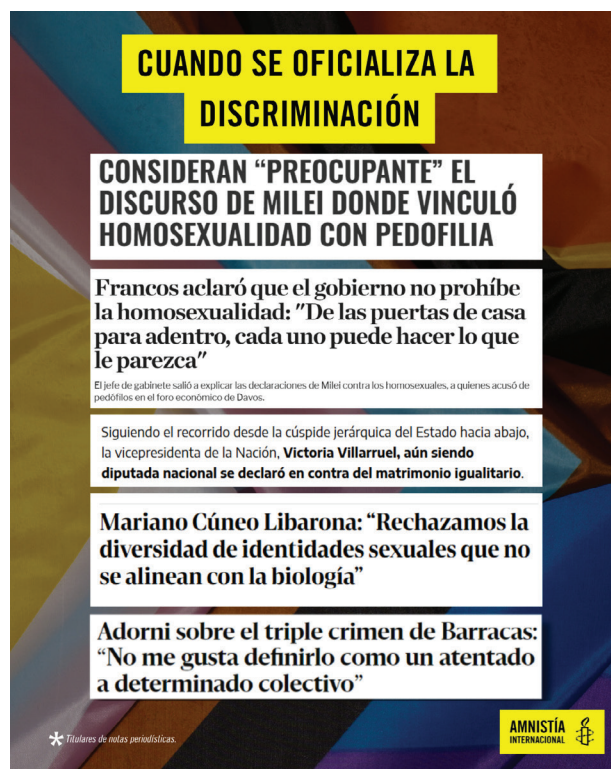 CUANDO SE OFICIALIZA LA
DISCRIMINACIÓN
CONSIDERAN “PREOCUPANTE” EL
DISCURSO DE MILEI DONDE VINCULÓ
HOMOSEXUALIDAD CON PEDOFILIA
Francos aclaró que el gobierno no prohíbe
la homosexualidad: "De las puertas de casa
para adentro, cada uno puede hacer lo que
le parezca"
El jefe de gabinete salió a explicar las declaraciones de Milei contra los homosexuales, a quienes acusó de
pedófilos en el foro económico de Davos.
Siguiendo el recorrido desde la cúspide jerárquica del Estado hacia abajo,
la vicepresidenta de la Nación, Victoria Villarruel, aún siendo
diputada nacional se declaró en contra del matrimonio igualitario.
Mariano Cúneo Libarona: “Rechazamos la
diversidad de identidades sexuales que no
se alinean con la biología”
Adorni sobre el triple crimen de Barracas:
“No me gusta definirlo como un atentado
a determinado colectivo”
* Titulares de notas periodísticas.
AMNISTÍA
INTERNACIONAL